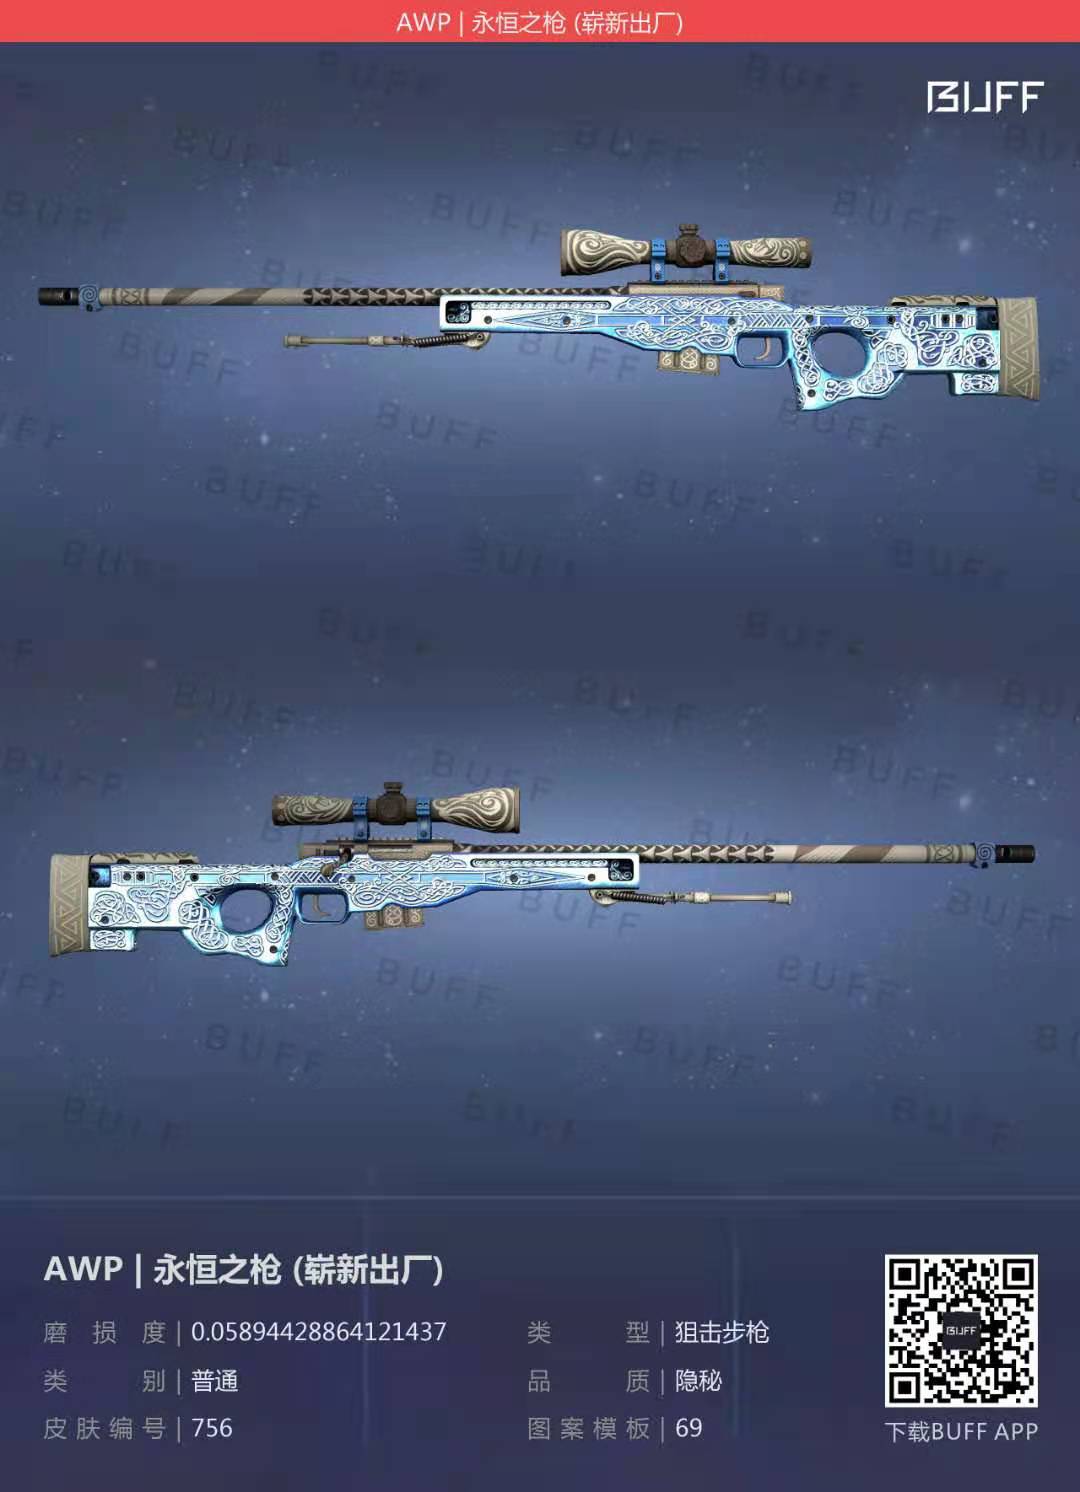 AWP | 永恒之枪 (崭新出厂)
BUFF
AWP | 永恒之枪 (崭新出厂)
磨损度 | 0.05894428864121437
类型 | 狙击步枪
类别 | 普通
品质 | 隐秘
皮肤编号 | 756
图案模板 | 69
BUFF
下载BUFF APP